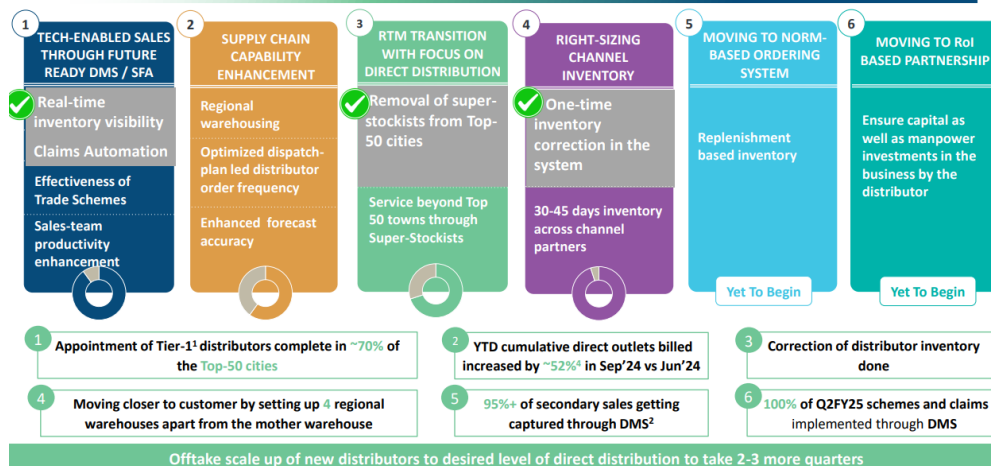 1
TECH-ENABLED SALES
THROUGH FUTURE
READY DMS / SFA
Real-time
inventory visibility
Claims Automation
Effectiveness of
Trade Schemes
Sales-team
productivity
enhancement
2
SUPPLY CHAIN
CAPABILITY
ENHANCEMENT
Regional
warehousing
Optimized dispatch-
plan led distributor
order frequency
Enhanced forecast
accuracy
3
RTM TRANSITION
WITH FOCUS ON
DIRECT DISTRIBUTION
Removal of super-
stockists from Top-
50 cities
Service beyond Top
50 towns through
Super-Stockists
4
RIGHT-SIZING
CHANNEL
INVENTORY
One-time
inventory
correction in the
system
30-45 days inventory
across channel
partners
5
MOVING TO NORM-
BASED ORDERING
SYSTEM
Replenishment
based inventory
Yet To Begin
6
MOVING TO RoI
BASED PARTNERSHIP
Ensure capital as
well as manpower
investments in the
business by the
distributor
Yet To Begin
1
Appointment of Tier-1¹ distributors complete in ~70% of
the Top-50 cities
2
YTD cumulative direct outlets billed
increased by ~52%⁴ in Sep’24 vs Jun’24
3
Correction of distributor inventory
done
4
Moving closer to customer by setting up 4 regional
warehouses apart from the mother warehouse
5
95%+ of secondary sales getting
captured through DMS²
6
100% of Q2FY25 schemes and claims
implemented through DMS
Offtake scale up of new distributors to desired level of direct distribution to take 2-3 more quarters